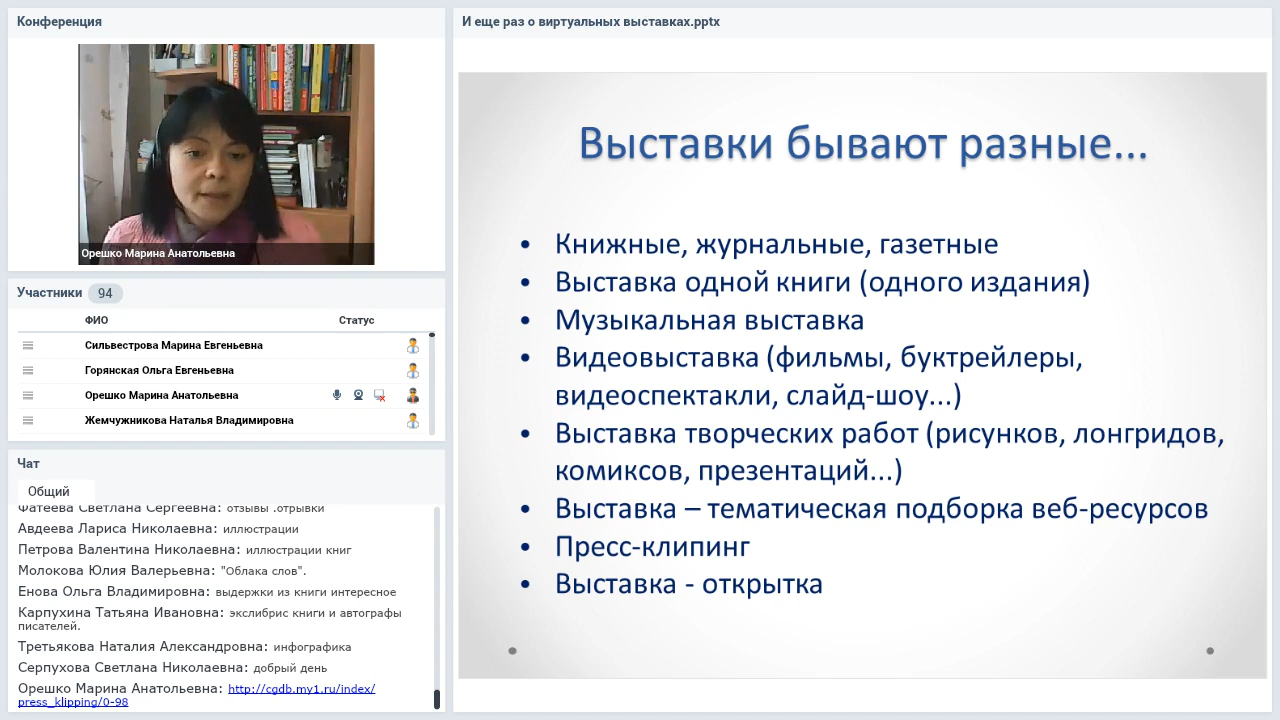 Конференция
Орешко Марина Анатольевна
Участники 94
ФИО Статус
Сильвестрова Марина Евгеньевна
Горянская Ольга Евгеньевна
Орешко Марина Анатольевна
Жемчужникова Наталья Владимировна
Чат
Общий
Фатеева Светлана Сергеевна: отзывы .отрывки
Авдеева Лариса Николаевна: иллюстрации
Петрова Валентина Николаевна: иллюстрации книг
Молокова Юлия Валерьевна: "Облака слов".
Енова Ольга Владимировна: выдержки из книги интересное
Карпухина Татьяна Ивановна: экслибрис книги и автографы
писателей.
Третьякова Наталия Александровна: инфографика
Серпухова Светлана Николаевна: добрый день
Орешко Марина Анатольевна: http://cgdb.my1.ru/index/
press_klipping/0-98
И еще раз о виртуальных выставках.pptx
Выставки бывают разные...
• Книжные, журнальные, газетные
• Выставка одной книги (одного издания)
• Музыкальная выставка
• Видеовыставка (фильмы, буктрейлеры,
видеоспектакли, слайд-шоу...)
• Выставка творческих работ (рисунков, лонгридов,
комиксов, презентаций...)
• Выставка – тематическая подборка веб-ресурсов
• Пресс-клипинг
• Выставка - открытка